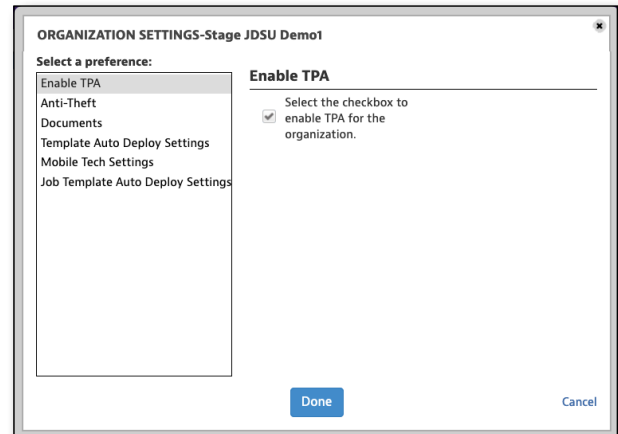 ORGANIZATION SETTINGS-Stage JDSU Demo1
Select a preference:
Enable TPA
Anti-Theft
Documents
Template Auto Deploy Settings
Mobile Tech Settings
Job Template Auto Deploy Settings
Enable TPA
Select the checkbox to
enable TPA for the
organization.
Done
Cancel